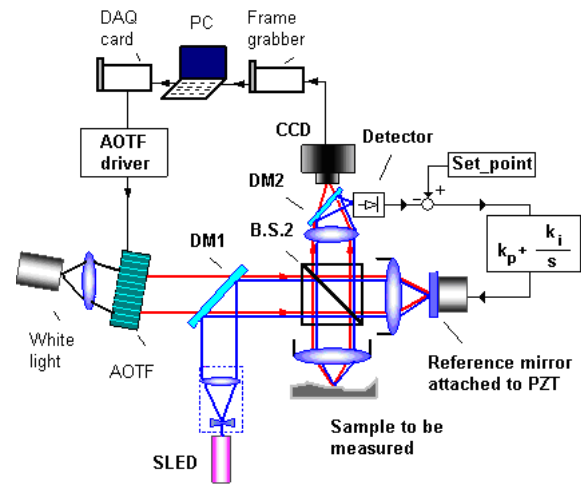 DAQ
card
PC
Frame
grabber
CCD
Detector
AOTF
driver
DM2
Set_point
- +
DM1
B.S.2
k_p + k_i / s
White
light
AOTF
Reference mirror
attached to PZT
Sample to be
measured
SLED